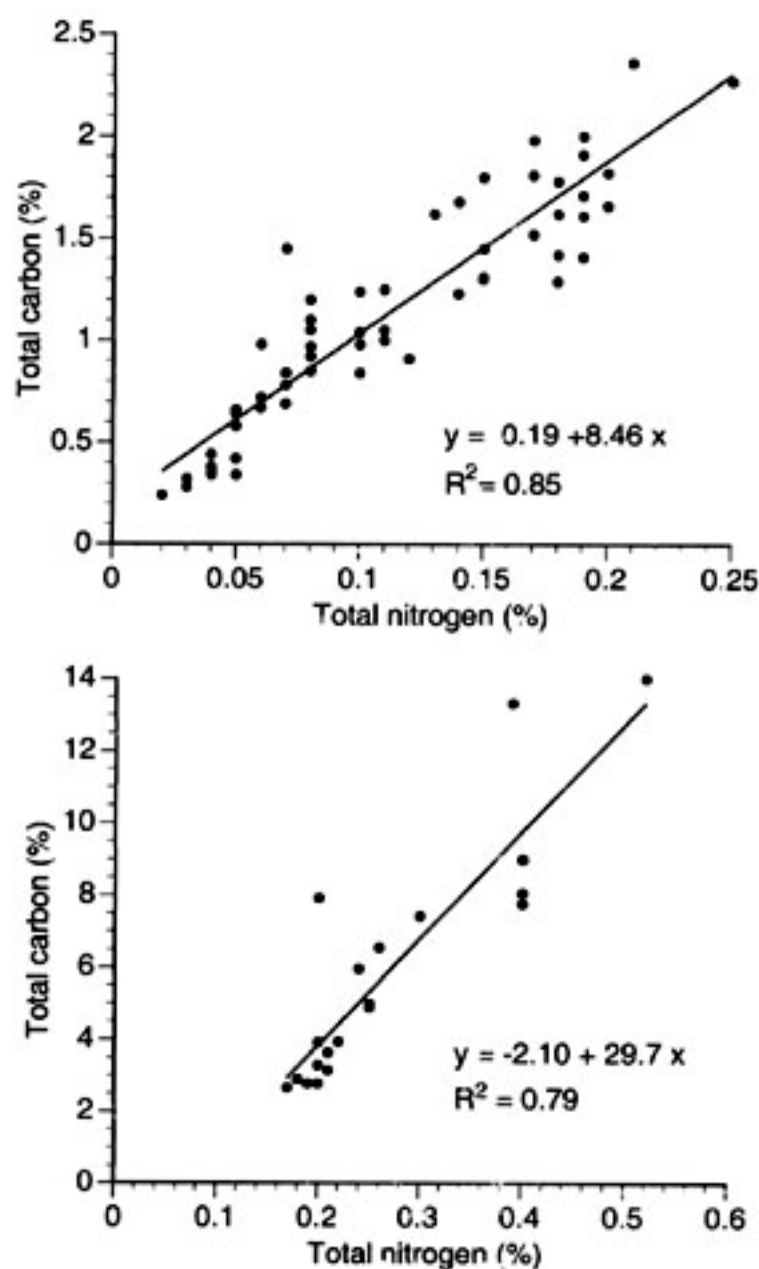 2.5
2
1.5
1
0.5
0
Total carbon (%)
y = 0.19 +8.46 x
R² = 0.85
0 0.05 0.1 0.15 0.2 0.25
Total nitrogen (%)
14
12
10
8
6
4
2
0
Total carbon (%)
y = -2.10 + 29.7 x
R² = 0.79
0 0.1 0.2 0.3 0.4 0.5 0.6
Total nitrogen (%)